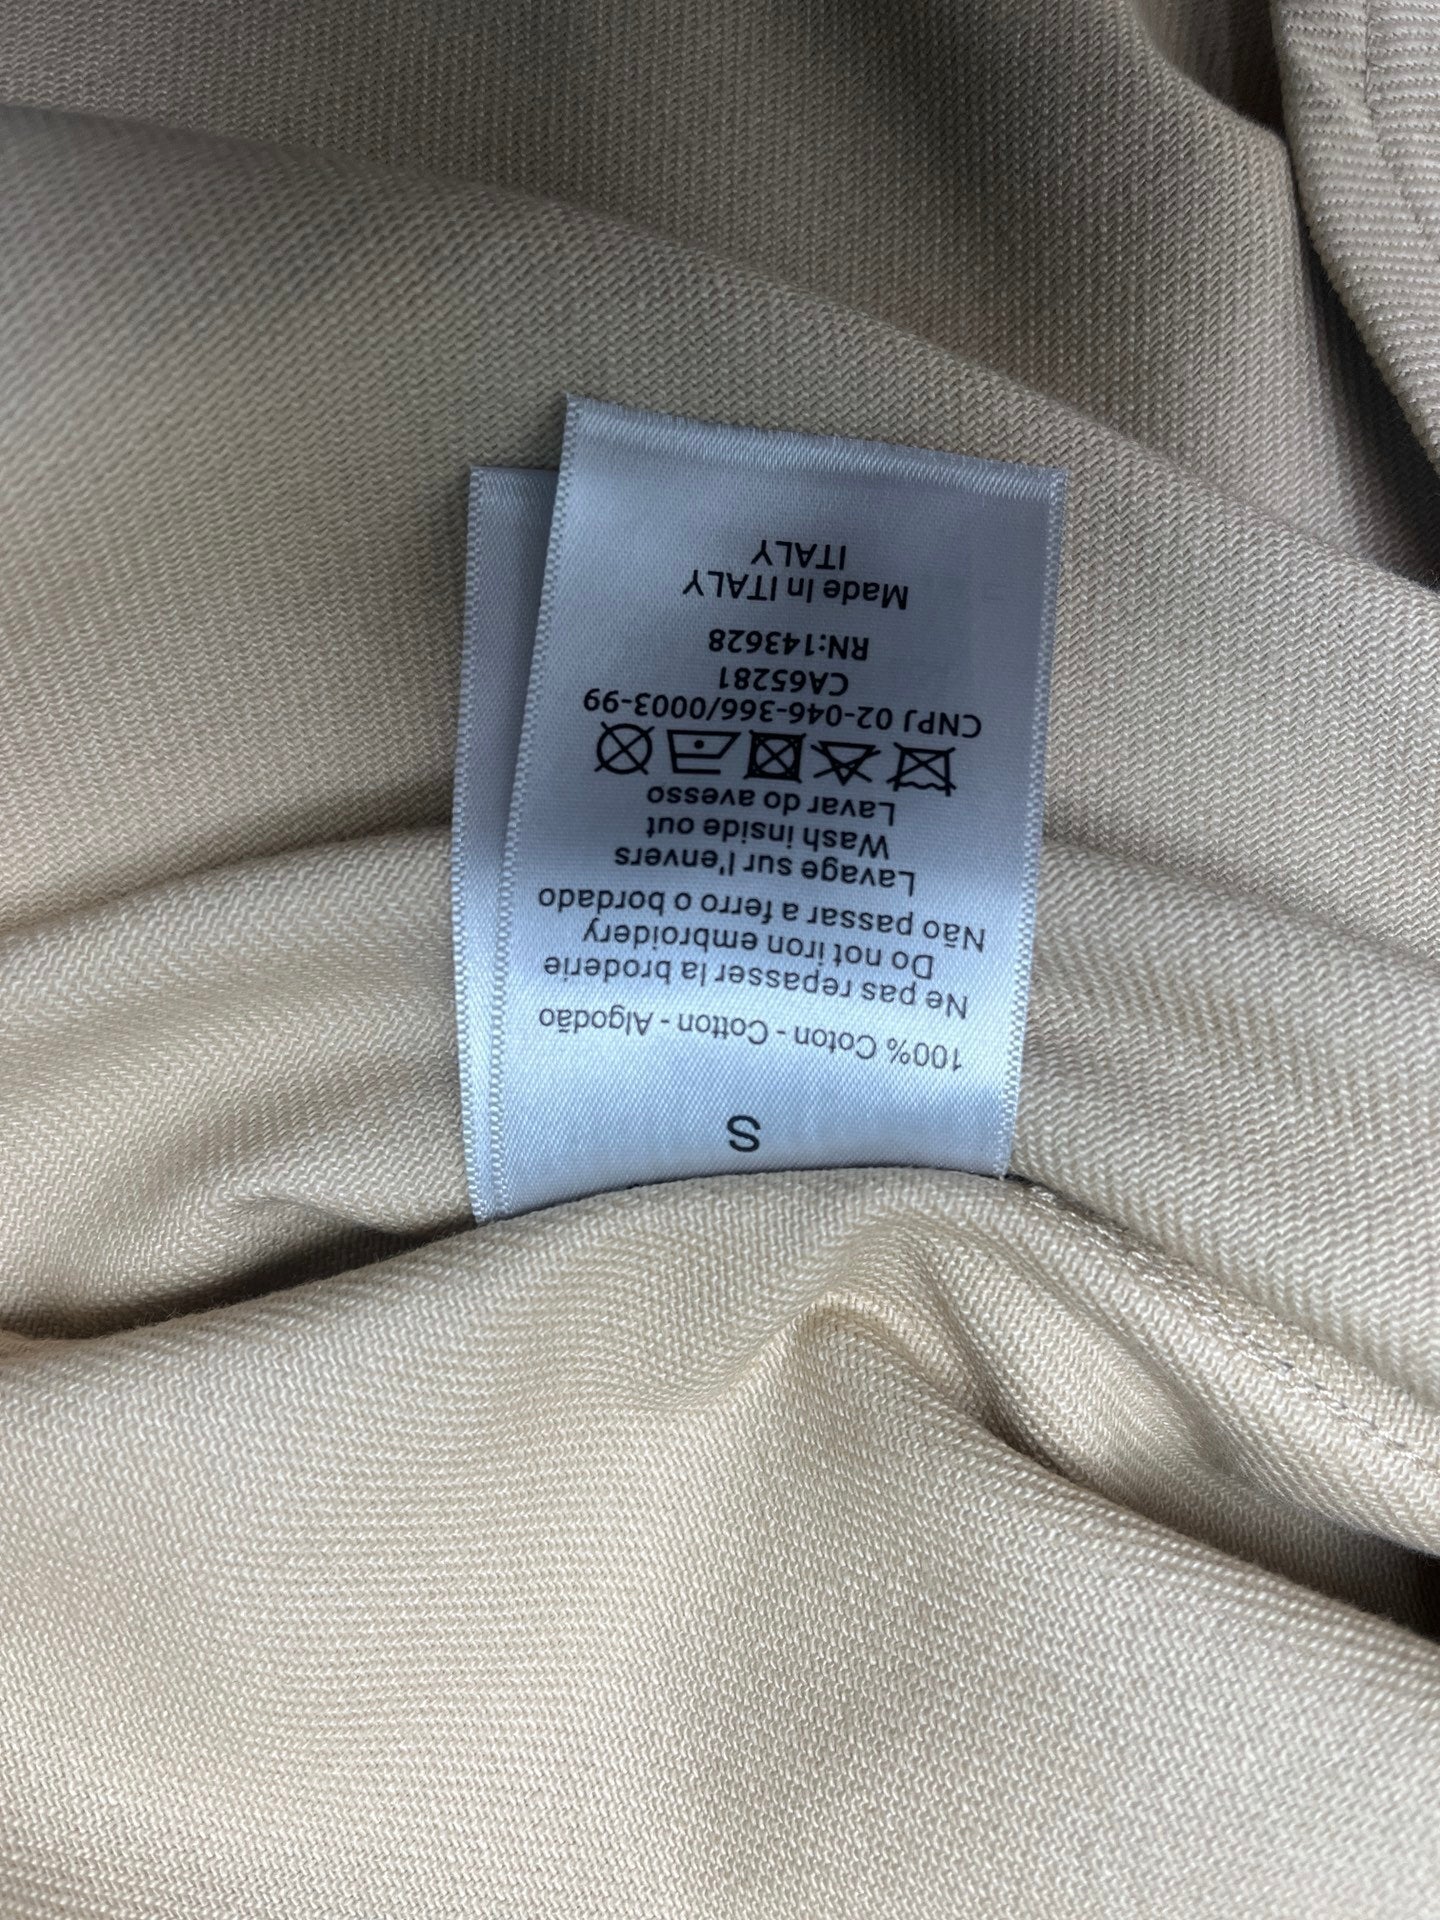 S
100% Coton - Cotton - Algodão
Ne pas repasser la broderie
Do not iron embroidery
Não passar a ferro o bordado
Lavage sur l'envers
Wash inside out
Lavar do avesso
CNPJ 02-046-366/0003-99
CA65281
RN:143628
Made In ITALY
ITALY